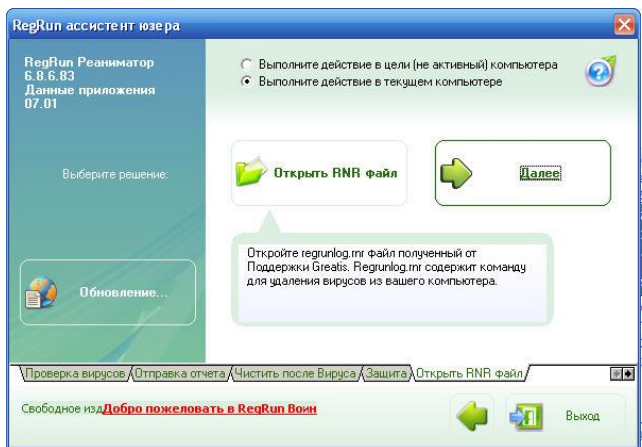 RegRun ассистент юзера
RegRun Реаниматор
6.8.6.83
Данные приложения
07.01
Выполните действие в цели (не активный) компьютера
Выполните действие в текущем компьютере
Выберите решение:
Открыть RNR файл
Далее
Откройте regrunlog.rnr файл полученный от
Поддержки Greatis. Regrunlog.rnr содержит команду
для удаления вирусов из вашего компьютера.
Обновление...
Проверка вирусов Отправка отчета Чистить после Вируса Защита Открыть RNR файл
Свободное изд Добро пожаловать в RegRun Воин
Выход